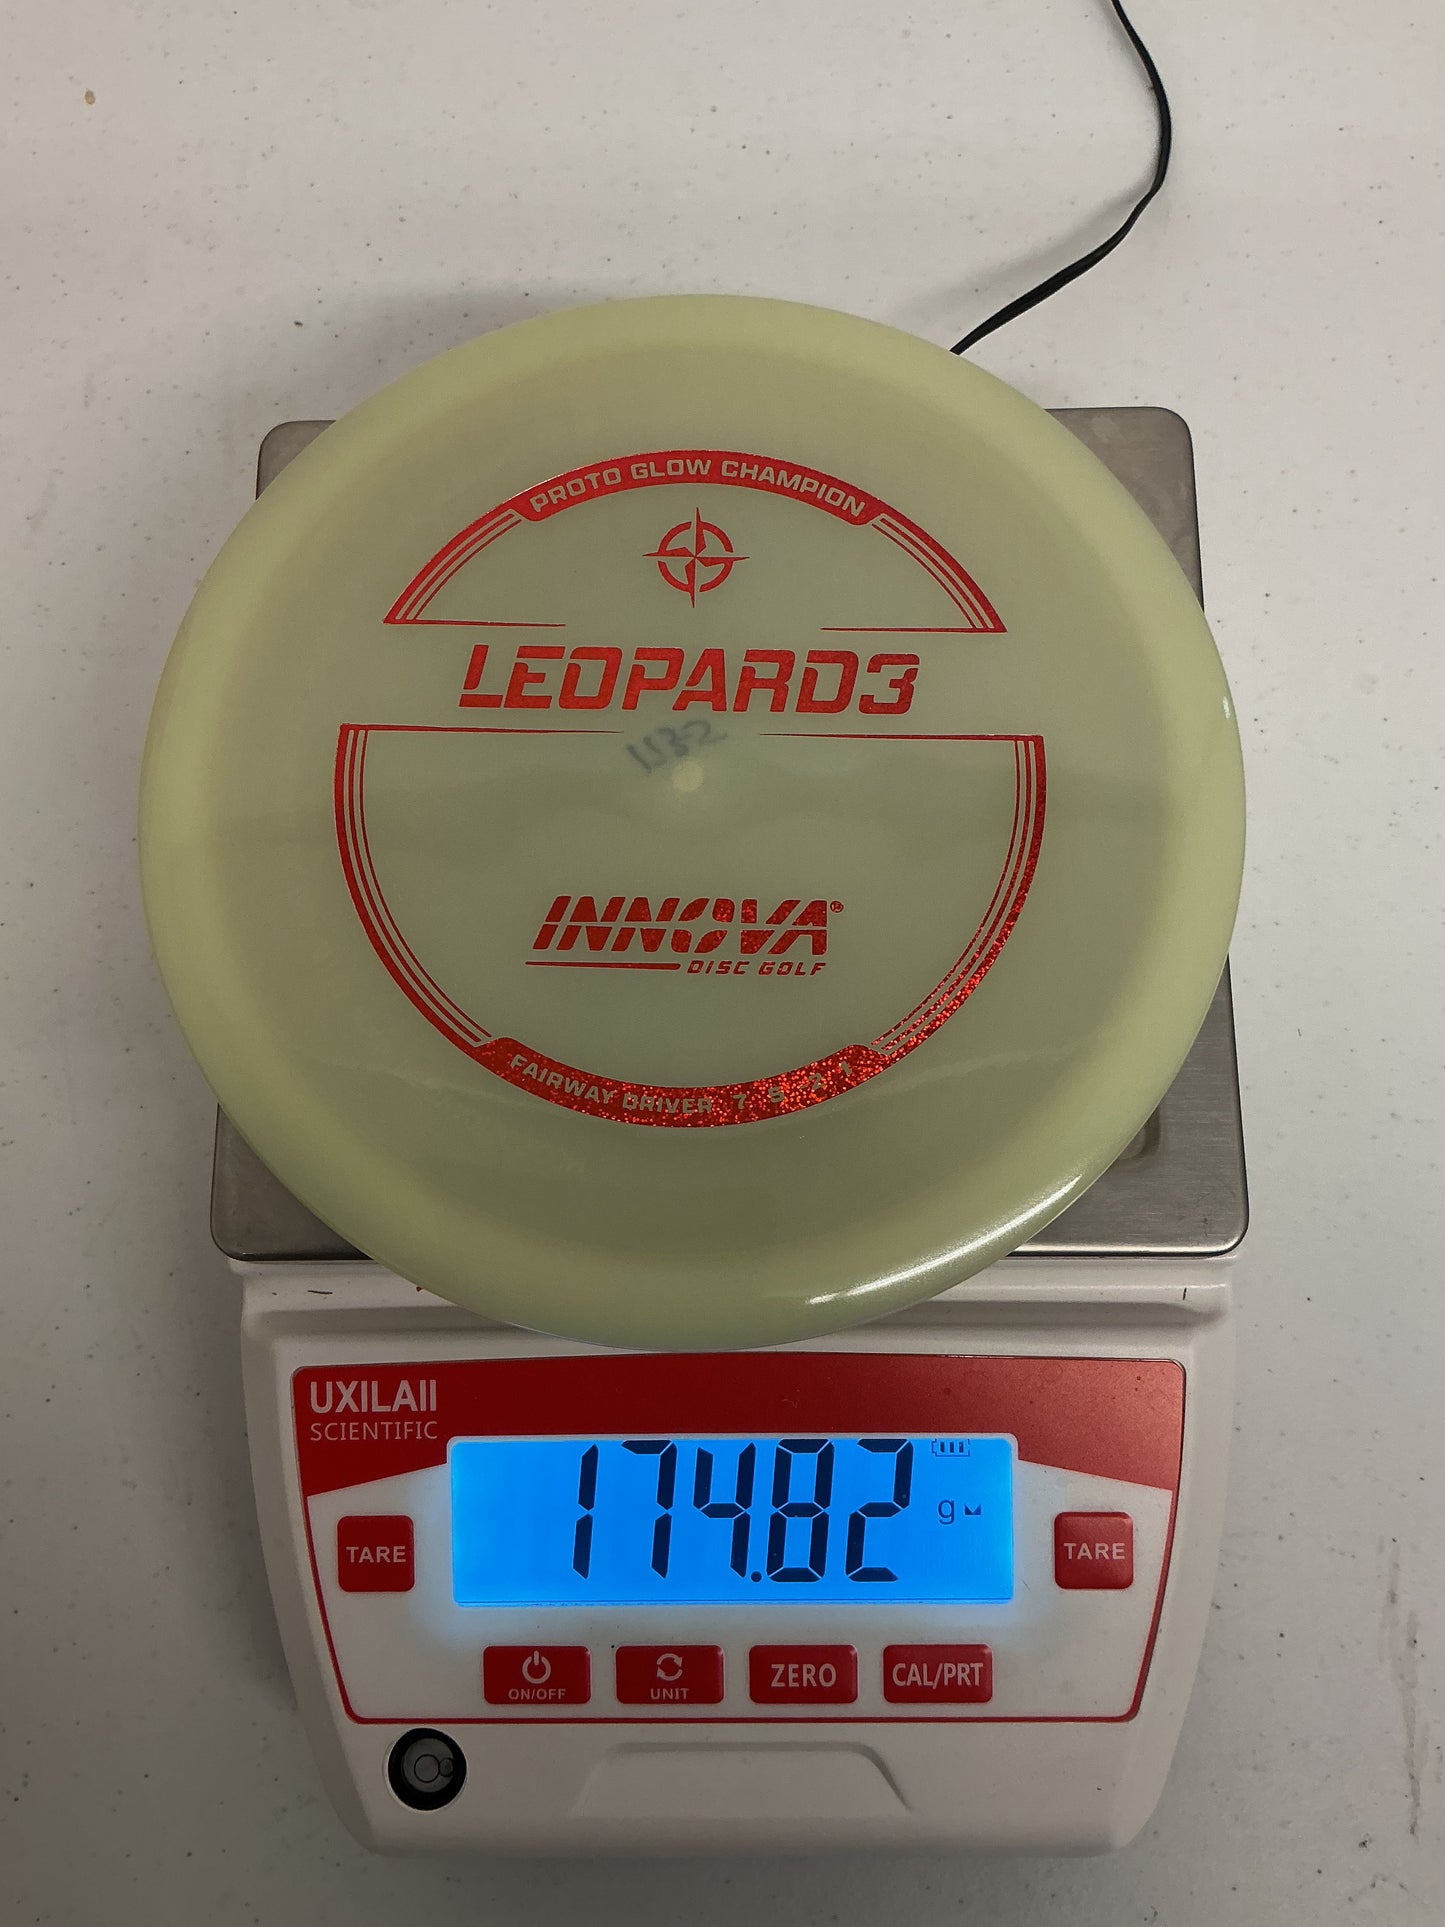 PROTO GLOW CHAMPION
LEOPARD3
INNOVA®
DISC GOLF
FAIRWAY DRIVER 7 5 -2 1
UXILAII
SCIENTIFIC
174.82 g
TARE
TARE
ON/OFF
UNIT
ZERO
CAL/PRT